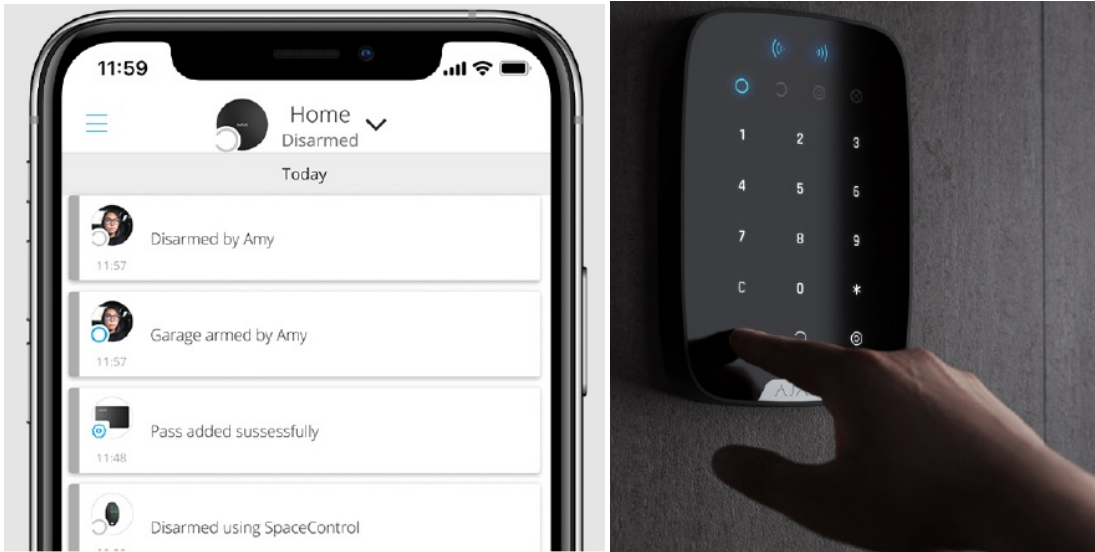 11:59
Home
Disarmed
Today
Disarmed by Amy
11:57
Garage armed by Amy
11:57
Pass added sussessfully
11:48
Disarmed using SpaceControl
1 2 3
4 5 6
7 8 9
C 0 *